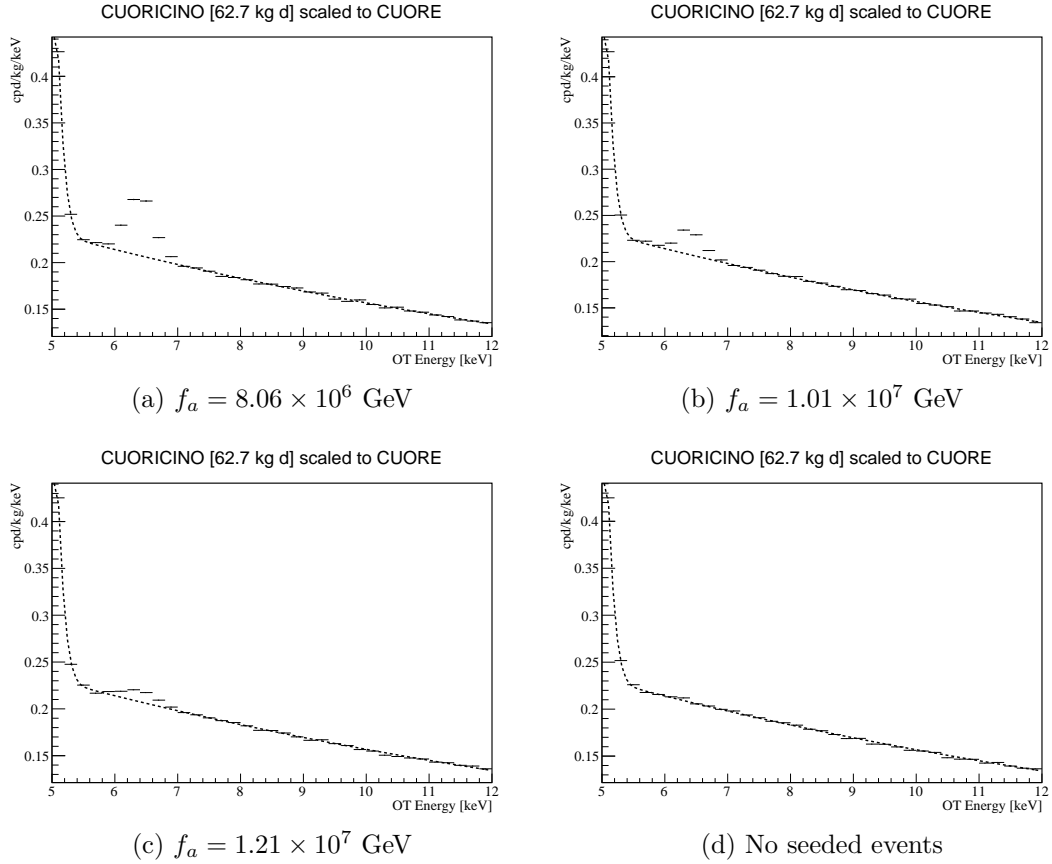 CUORICINO [62.7 kg d] scaled to CUORE
cpd/kg/keV
0.4
0.35
0.3
0.25
0.2
0.15
5 6 7 8 9 10 11 12
OT Energy [keV]
(a) f_a = 8.06 × 10^6 GeV
CUORICINO [62.7 kg d] scaled to CUORE
cpd/kg/keV
0.4
0.35
0.3
0.25
0.2
0.15
5 6 7 8 9 10 11 12
OT Energy [keV]
(b) f_a = 1.01 × 10^7 GeV
CUORICINO [62.7 kg d] scaled to CUORE
cpd/kg/keV
0.4
0.35
0.3
0.25
0.2
0.15
5 6 7 8 9 10 11 12
OT Energy [keV]
(c) f_a = 1.21 × 10^7 GeV
CUORICINO [62.7 kg d] scaled to CUORE
cpd/kg/keV
0.4
0.35
0.3
0.25
0.2
0.15
5 6 7 8 9 10 11 12
OT Energy [keV]
(d) No seeded events